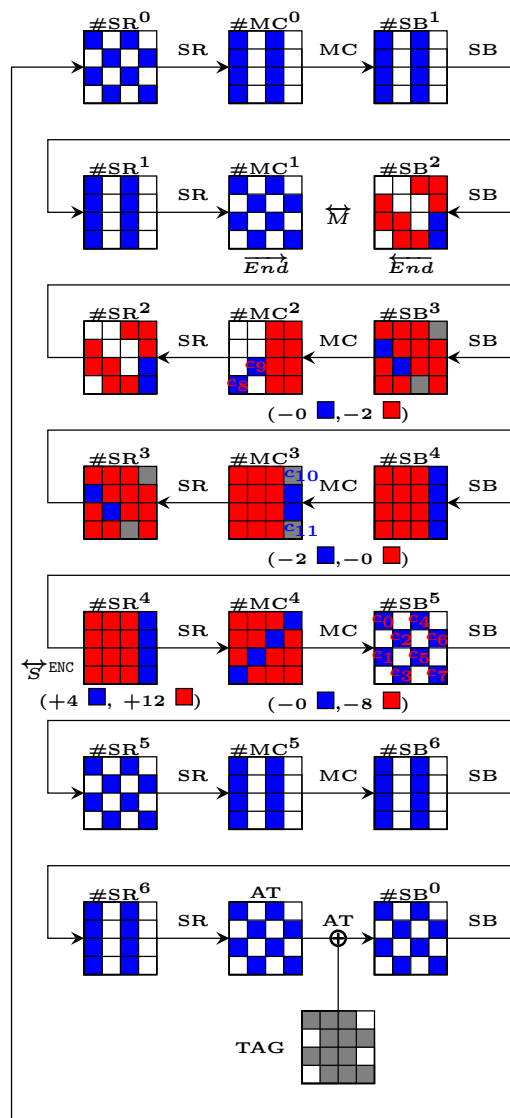 #SR⁰ SR #MC⁰ MC #SB¹ SB
#SR¹ SR #MC¹ #SB² SB
↔M
End End
#SR² SR #MC² MC #SB³ SB
c₉
c₈
(−0 , −2 )
#SR³ SR #MC³ MC #SB⁴ SB
c₁₀
c₁₁
(−2 , −0 )
#SR⁴ SR #MC⁴ MC #SB⁵ SB
c₀ c₄
c₂ c₆
c₁ c₅
c₃ c₇
↔S ENC
(+4 , +12 ) (−0 , −8 )
#SR⁵ SR #MC⁵ MC #SB⁶ SB
#SR⁶ SR AT AT #SB⁰ SB
TAG